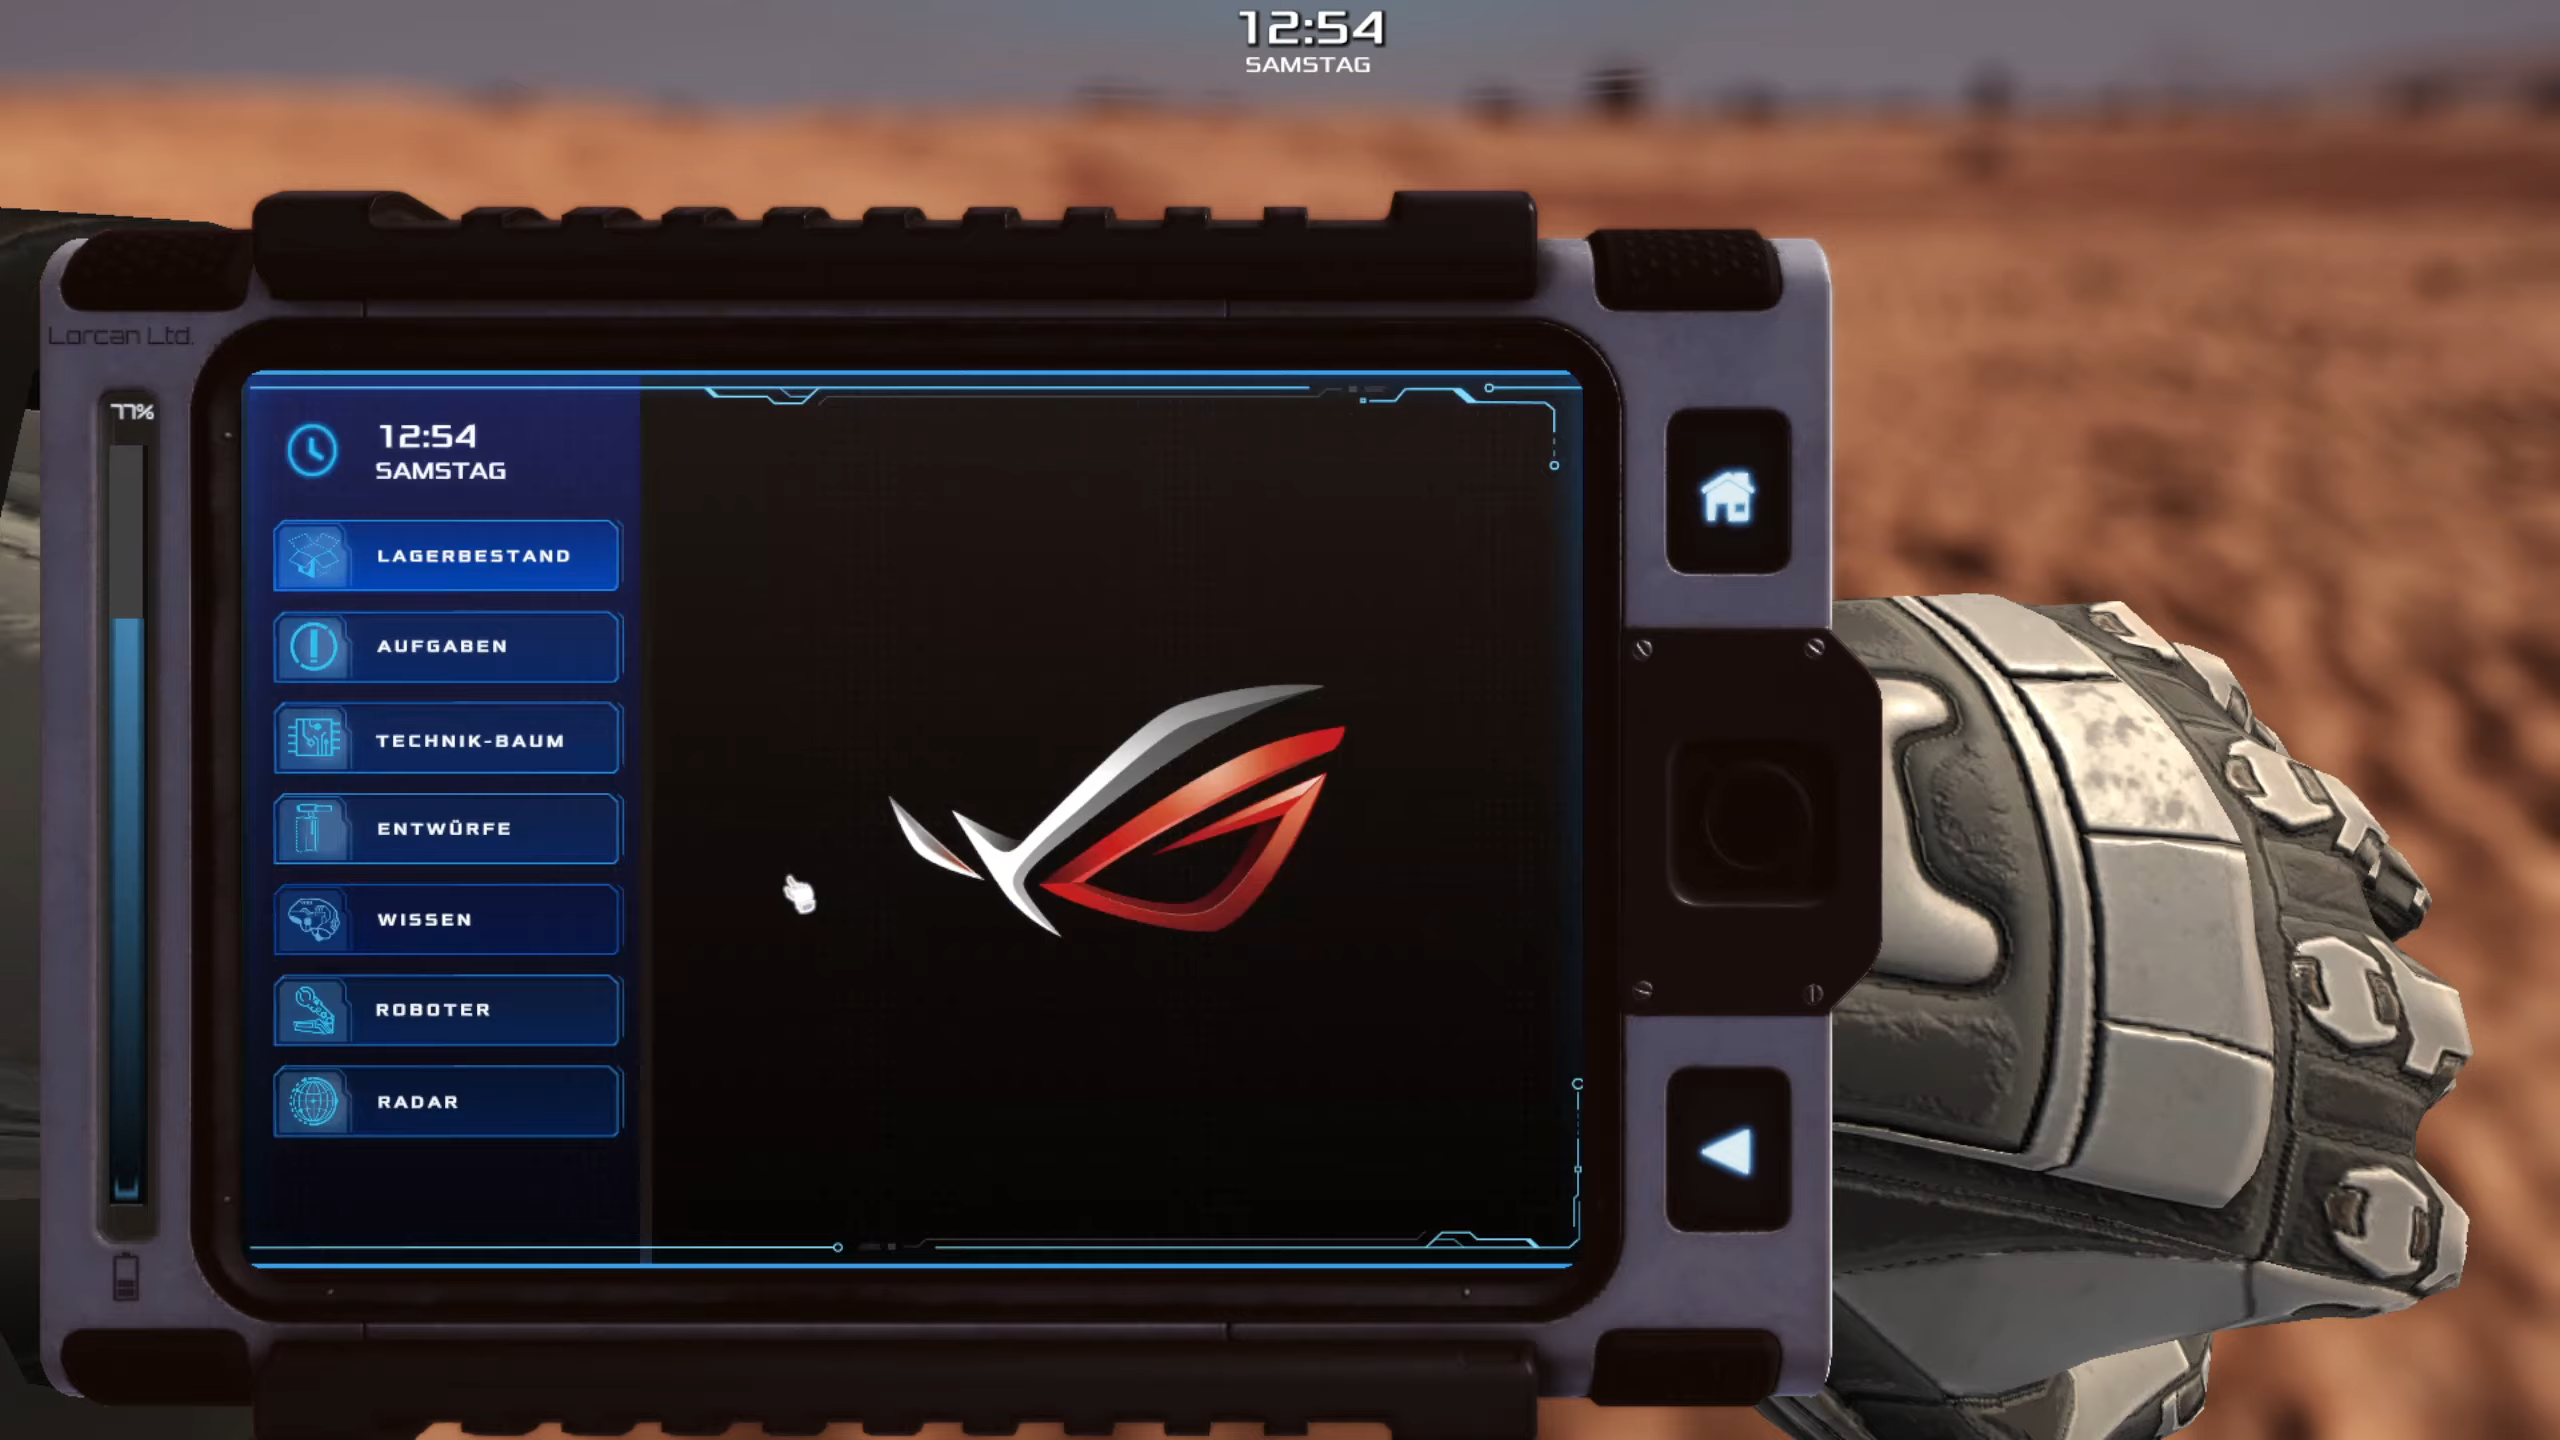 12:54
SAMSTAG
Lorcan Ltd.
77%
12:54
SAMSTAG
LAGERBESTAND
AUFGABEN
TECHNIK-BAUM
ENTWÜRFE
WISSEN
ROBOTER
RADAR